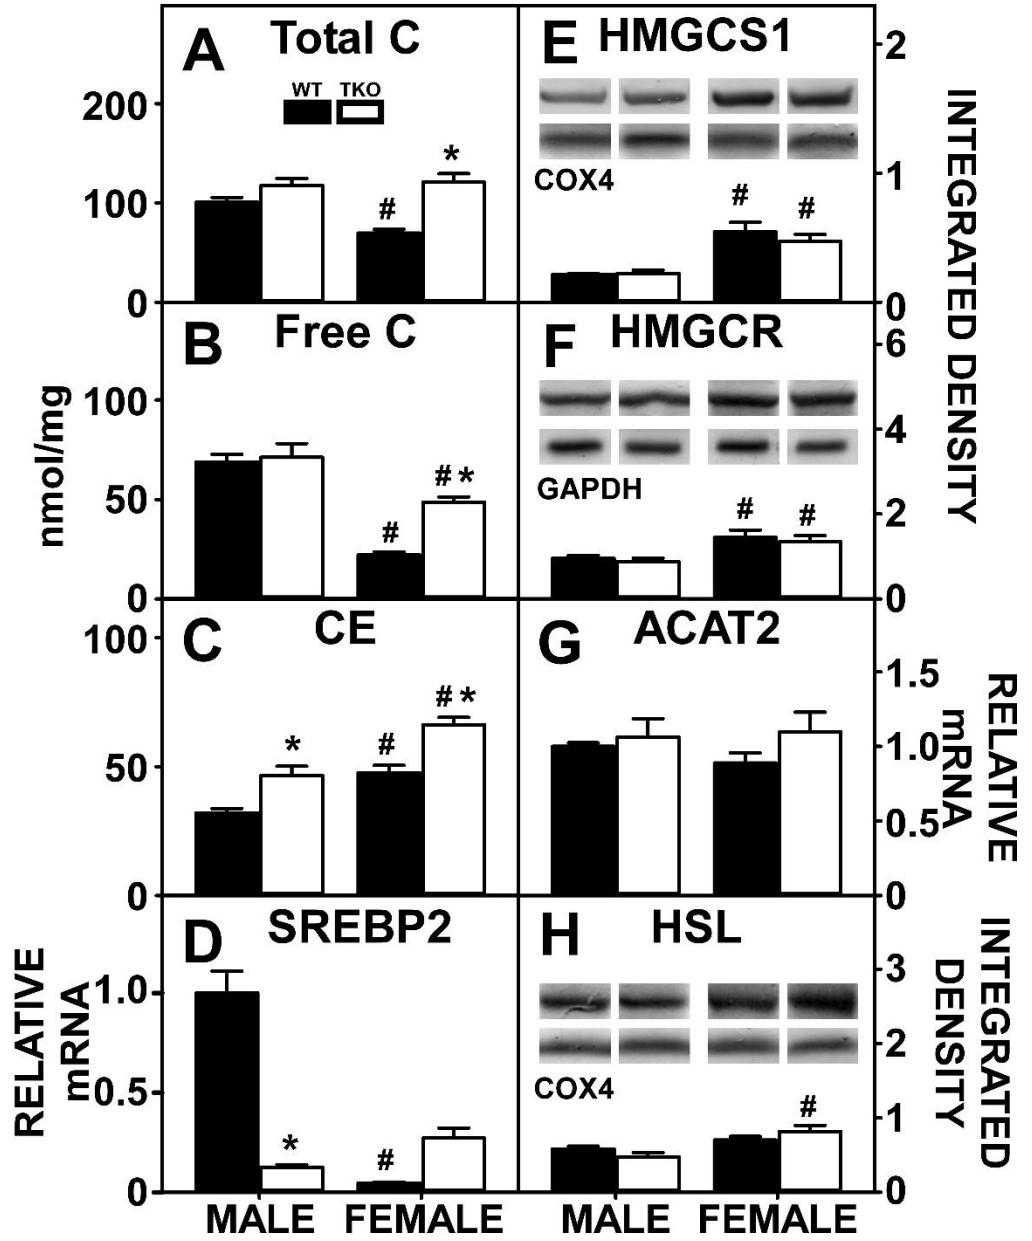 A Total C
WT TKO
200
100
0
*
#
E HMGCS1
2
1
0
COX4
#
#
B Free C
100
50
0
#
# *
nmol/mg
F HMGCR
6
4
2
0
GAPDH
#
#
INTEGRATED DENSITY
C CE
100
50
0
*
#
# *
G ACAT2
1.5
1.0
0.5
0
RELATIVE
mRNA
D SREBP2
1.0
0.5
0
*
#
RELATIVE
mRNA
H HSL
3
2
1
0
COX4
#
INTEGRATED
DENSITY
MALE FEMALE
MALE FEMALE